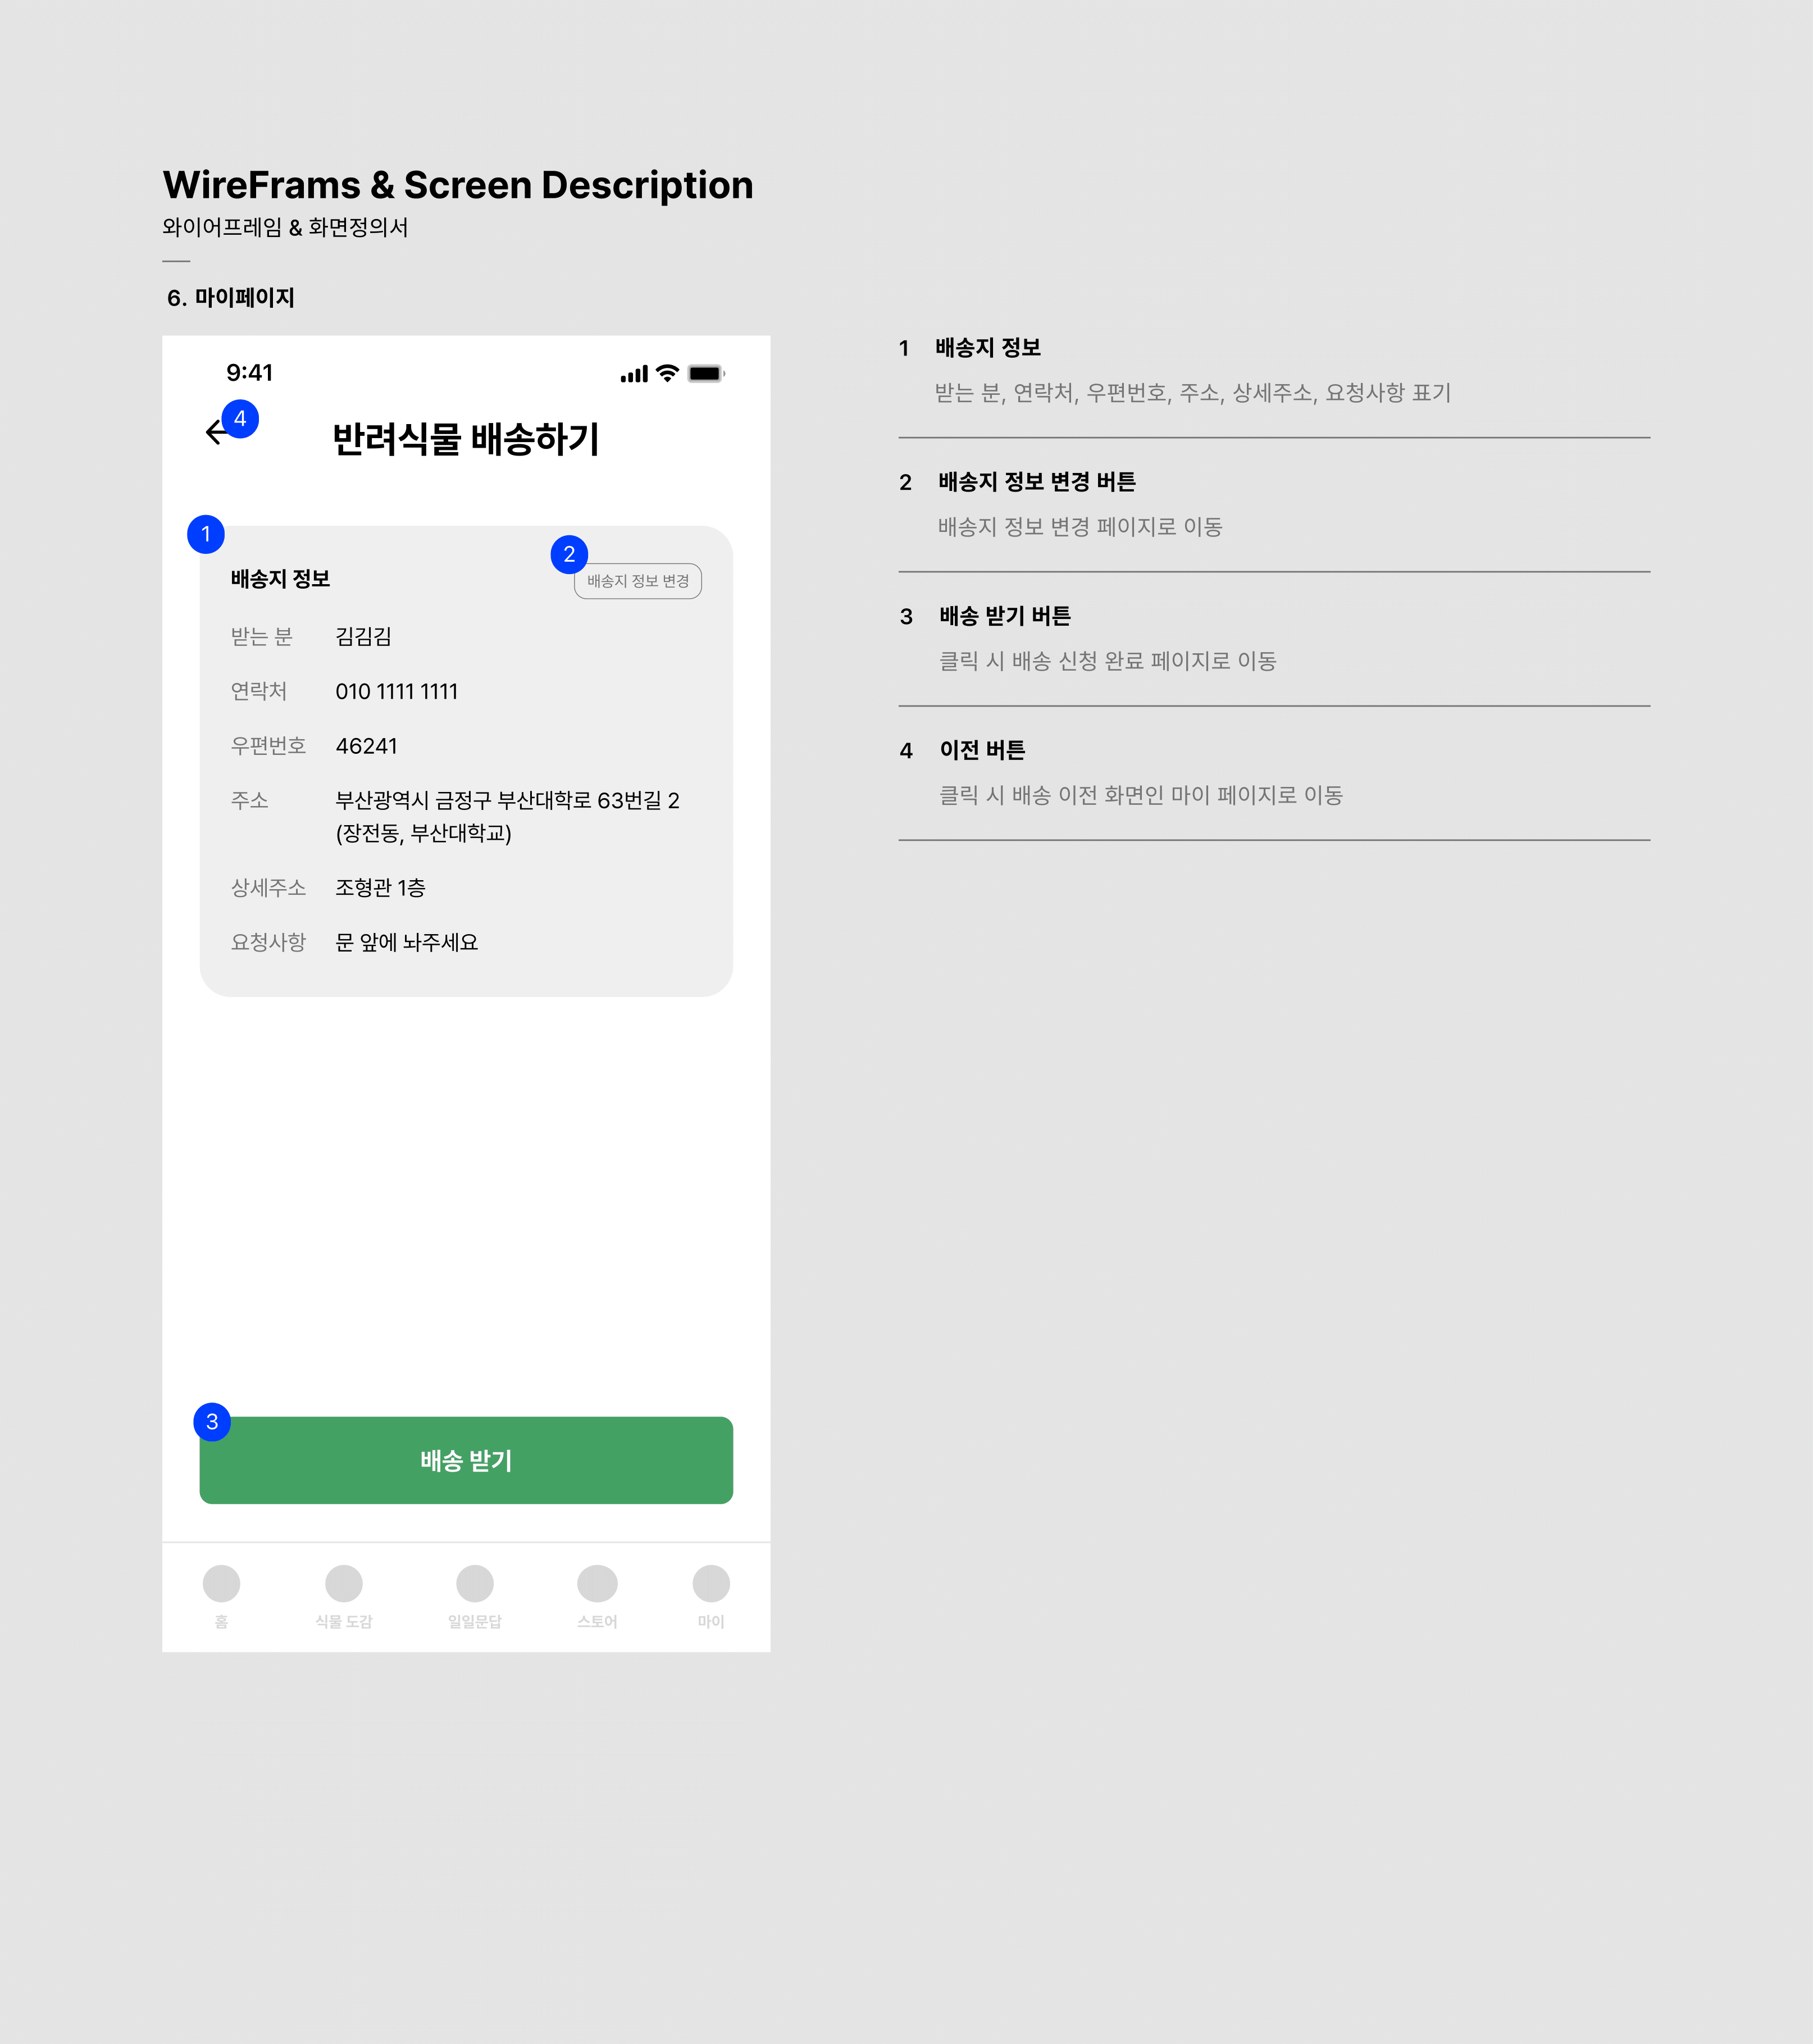 WireFrams & Screen Description
와이어프레임 & 화면정의서
6. 마이페이지
9:41
4
반려식물 배송하기
1
2
배송지 정보
배송지 정보 변경
받는 분 김김김
연락처 010 1111 1111
우편번호 46241
주소 부산광역시 금정구 부산대학로 63번길 2
(장전동, 부산대학교)
상세주소 조형관 1층
요청사항 문 앞에 놔주세요
3
배송 받기
홈 식물 도감 일일문답 스토어 마이
1 배송지 정보
받는 분, 연락처, 우편번호, 주소, 상세주소, 요청사항 표기
2 배송지 정보 변경 버튼
배송지 정보 변경 페이지로 이동
3 배송 받기 버튼
클릭 시 배송 신청 완료 페이지로 이동
4 이전 버튼
클릭 시 배송 이전 화면인 마이 페이지로 이동